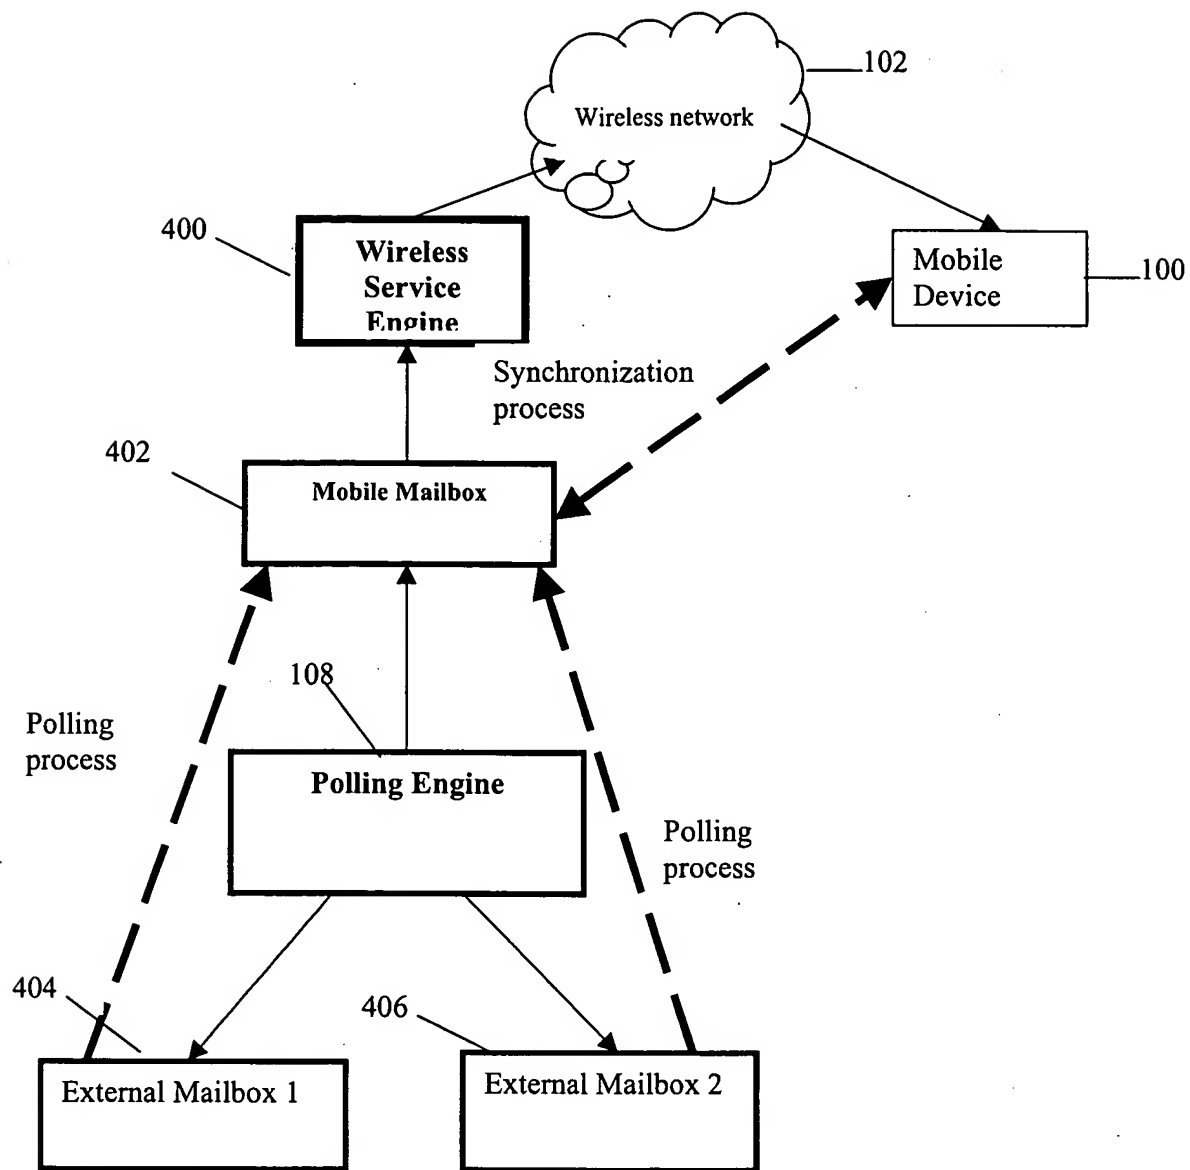 102
Wireless network
400
Wireless
Service
Engine
Mobile
Device
100
Synchronization
process
402
Mobile Mailbox
108
Polling
process
Polling Engine
Polling
process
404
406
External Mailbox 1
External Mailbox 2